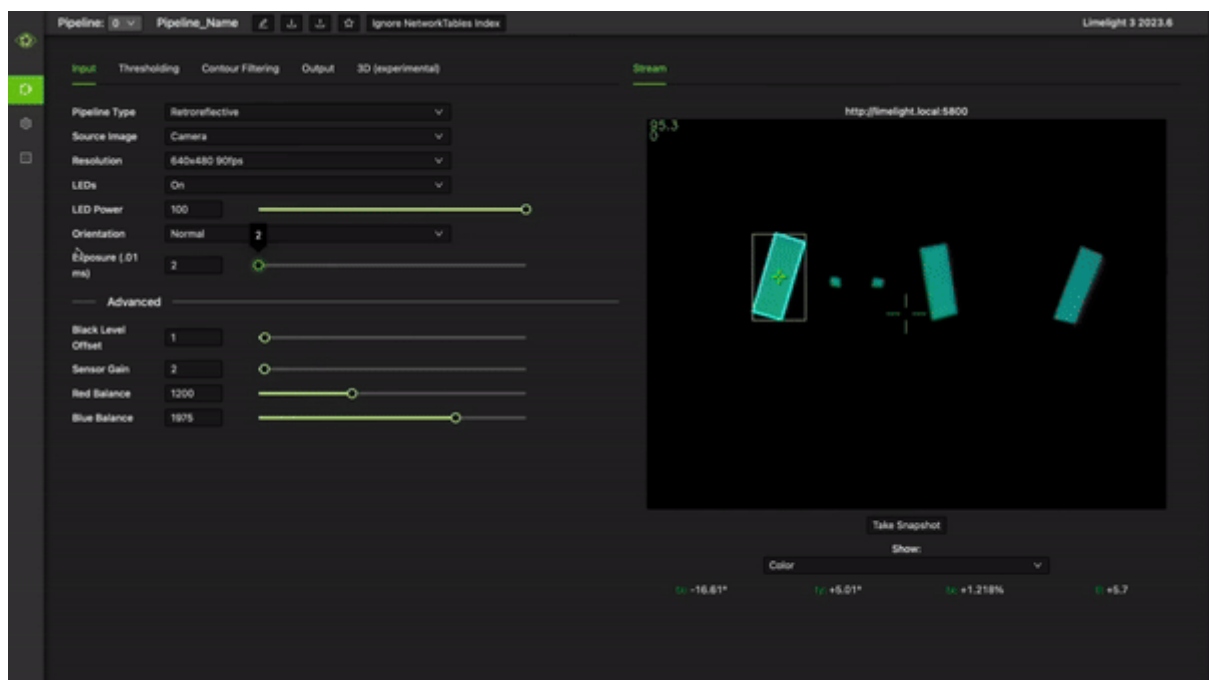 Pipeline: 0 Pipeline_Name Ignore NetworkTables Index Limelight 3 2023.6
Input Thresholding Contour Filtering Output 3D (experimental)
Stream
Pipeline Type Retroreflective
Source Image Camera
Resolution 640x480 90fps
LEDs On
LED Power 100
Orientation Normal
2
Exposure (.01
ms) 2
Advanced
Black Level
Offset 1
Sensor Gain 2
Red Balance 1200
Blue Balance 1975
http://limelight.local:5800
95.3
0
Take Snapshot
Show:
Color
tx: -16.61° ty: +5.01° ta: +1.218% tl: +5.7